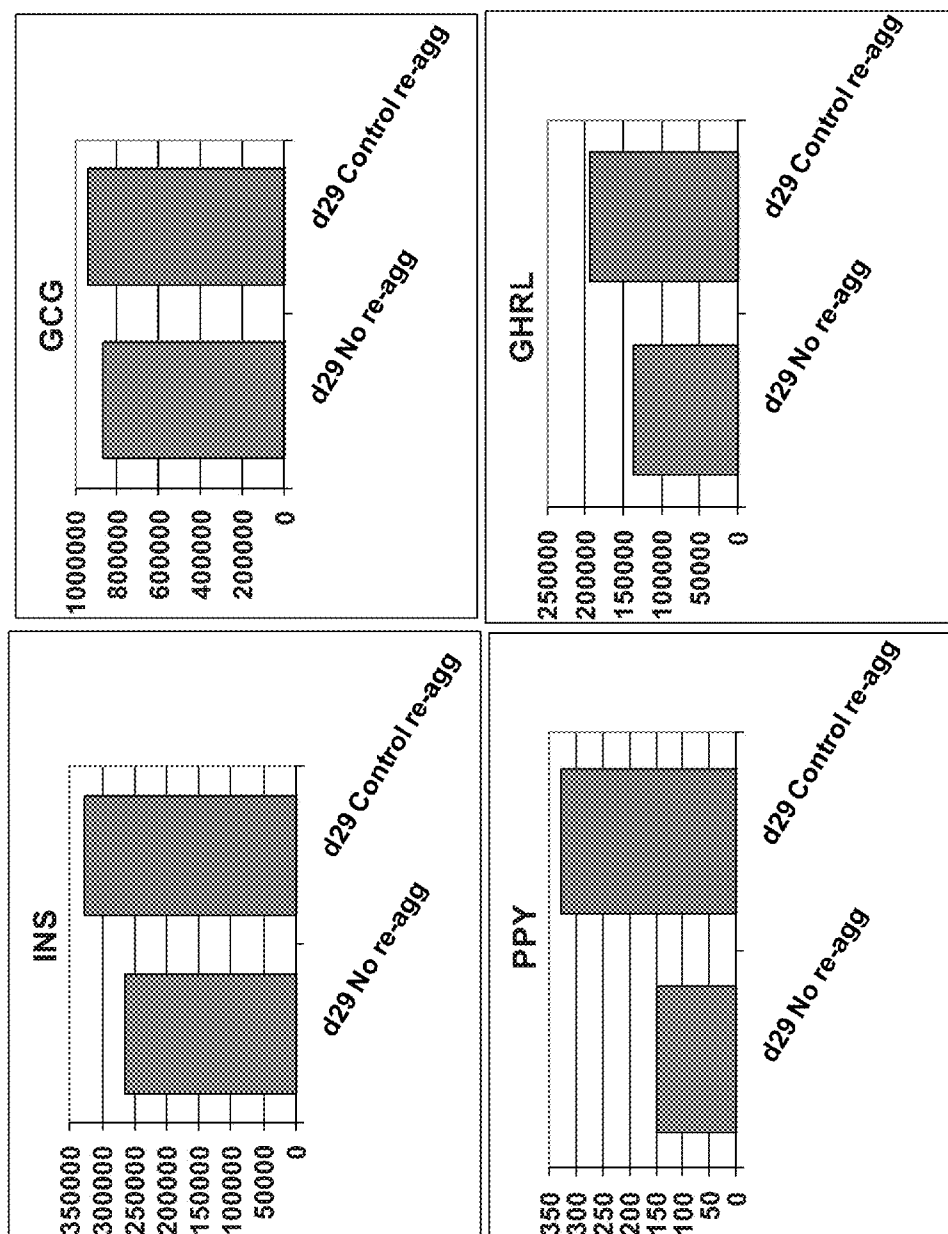 GCG
1000000
800000
600000
400000
200000
0
d29 No re-agg
d29 Control re-agg
GHRL
250000
200000
150000
100000
50000
0
d29 No re-agg
d29 Control re-agg
INS
350000
300000
250000
200000
150000
100000
50000
0
d29 No re-agg
d29 Control re-agg
PPY
350
300
250
200
150
100
50
0
d29 No re-agg
d29 Control re-agg